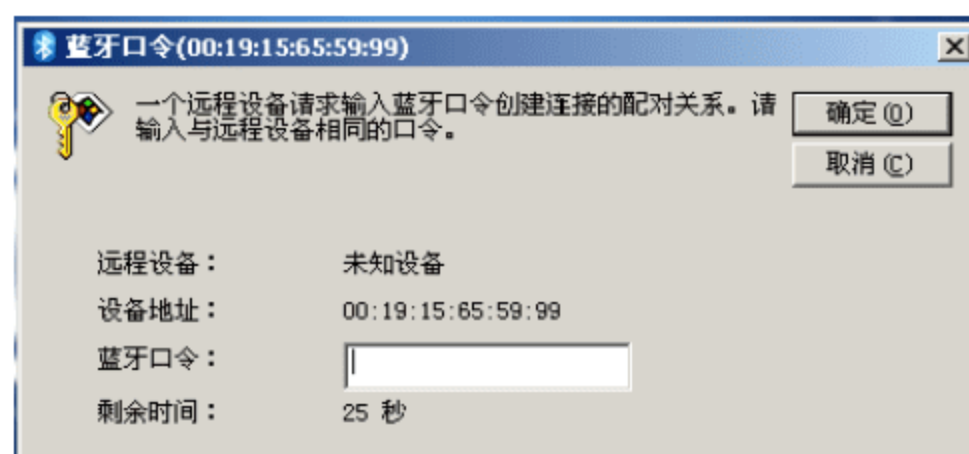 蓝牙口令(00:19:15:65:59:99)
一个远程设备请求输入蓝牙口令创建连接的配对关系。请
输入与远程设备相同的口令。
确定(O)
取消(C)
远程设备： 未知设备
设备地址： 00:19:15:65:59:99
蓝牙口令：
剩余时间： 25 秒